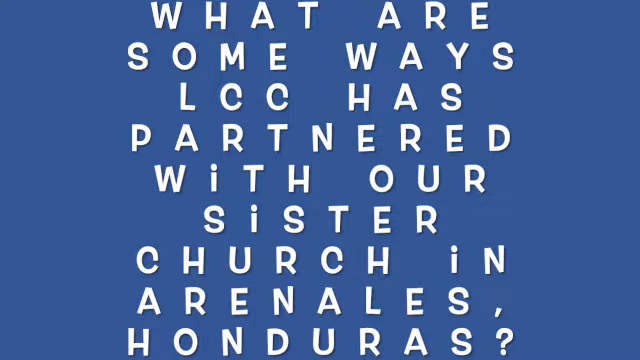 WHAT ARE
SOME WAYS
LCC HAS
PARTNERED
WiTH OUR
SiSTER
CHURCH iN
ARENALES,
HONDURAS?